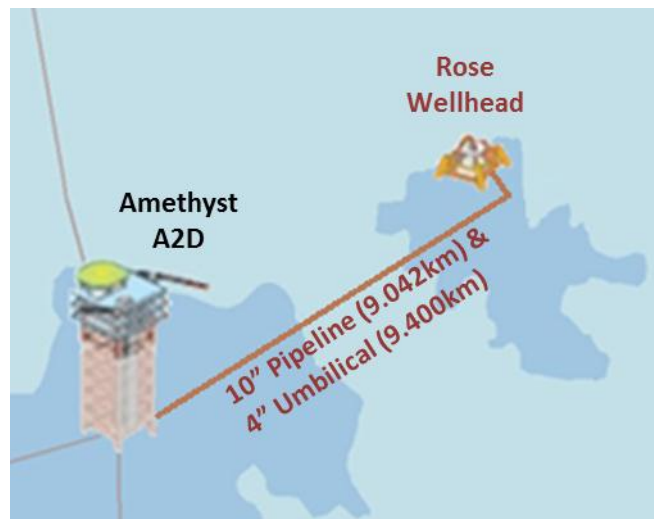 Rose
Wellhead
Amethyst
A2D
10” Pipeline (9.042km) &
4” Umbilical (9.400km)